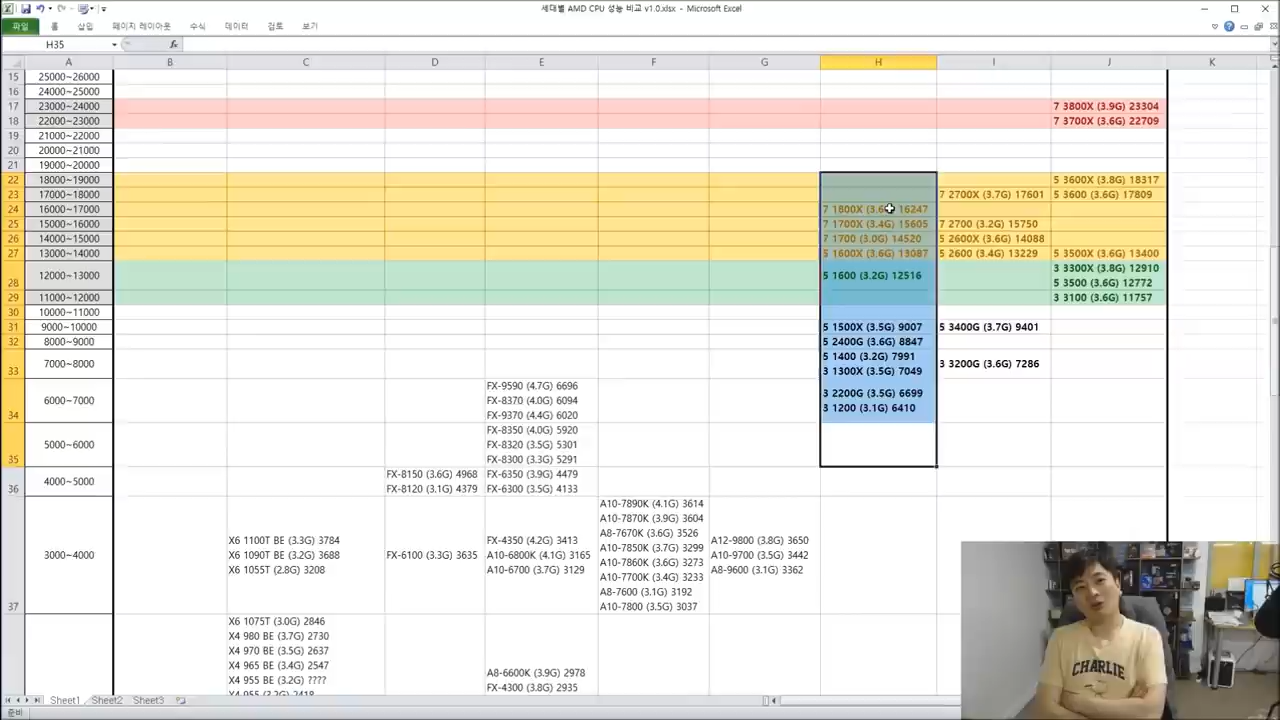 세대별 AMD CPU 성능 비교 v1.0.xlsx - Microsoft Excel
파일 홈 삽입 페이지 레이아웃 수식 데이터 검토 보기
H35 fx
A B C D E F G H I J K
15 25000~26000
16 24000~25000
17 23000~24000 7 3800X (3.9G) 23304
18 22000~23000 7 3700X (3.6G) 22709
19 21000~22000
20 20000~21000
21 19000~20000
22 18000~19000 5 3600X (3.8G) 18317
23 17000~18000 7 2700X (3.7G) 17601 5 3600 (3.6G) 17809
24 16000~17000 7 1800X (3.6 16247
25 15000~16000 7 1700X (3.4G) 15605 7 2700 (3.2G) 15750
26 14000~15000 7 1700 (3.0G) 14520 5 2600X (3.6G) 14088
27 13000~14000 5 1600X (3.6G) 13087 5 2600 (3.4G) 13229 5 3500X (3.6G) 13400
28 12000~13000 5 1600 (3.2G) 12516 3 3300X (3.8G) 12910
5 3500 (3.6G) 12772
29 11000~12000 3 3100 (3.6G) 11757
30 10000~11000
31 9000~10000 5 1500X (3.5G) 9007 5 3400G (3.7G) 9401
32 8000~9000 5 2400G (3.6G) 8847
33 7000~8000 5 1400 (3.2G) 7991 3 3200G (3.6G) 7286
3 1300X (3.5G) 7049
34 6000~7000 FX-9590 (4.7G) 6696 3 2200G (3.5G) 6699
FX-8370 (4.0G) 6094 3 1200 (3.1G) 6410
FX-9370 (4.4G) 6020
35 5000~6000 FX-8350 (4.0G) 5920
FX-8320 (3.5G) 5301
FX-8300 (3.3G) 5291
36 4000~5000 FX-8150 (3.6G) 4968 FX-6350 (3.9G) 4479
FX-8120 (3.1G) 4379 FX-6300 (3.5G) 4133
37 3000~4000 A10-7890K (4.1G) 3614
A10-7870K (3.9G) 3604
A8-7670K (3.6G) 3526
X6 1100T BE (3.3G) 3784 FX-4350 (4.2G) 3413 A10-7850K (3.7G) 3299 A12-9800 (3.8G) 3650
X6 1090T BE (3.2G) 3688 FX-6100 (3.3G) 3635 A10-6800K (4.1G) 3165 A10-7860K (3.6G) 3273 A10-9700 (3.5G) 3442
X6 1055T (2.8G) 3208 A10-6700 (3.7G) 3129 A10-7700K (3.4G) 3233 A8-9600 (3.1G) 3362
A8-7600 (3.1G) 3192
A10-7800 (3.5G) 3037
X6 1075T (3.0G) 2846
X4 980 BE (3.7G) 2730
X4 970 BE (3.5G) 2637
X4 965 BE (3.4G) 2547
X4 955 BE (3.2G) ???? A8-6600K (3.9G) 2978
X4 955 (3.2G) 2418 FX-4300 (3.8G) 2935
CHARLIE
Sheet1 Sheet2 Sheet3
준비